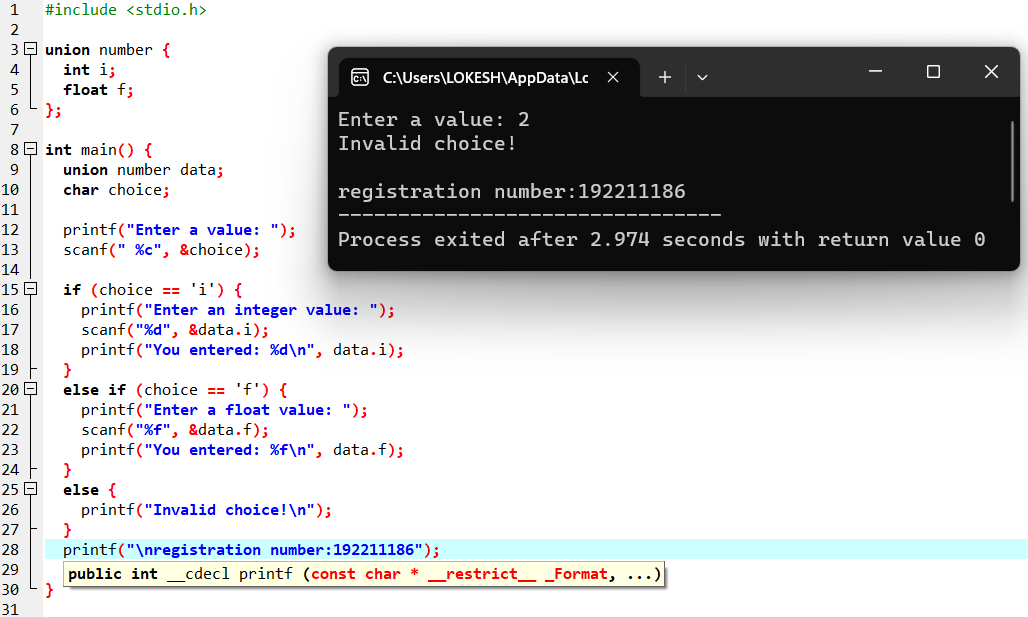 1 #include <stdio.h>
2
3 union number {
4 int i;
5 float f;
6 };
7
8 int main() {
9 union number data;
10 char choice;
11
12 printf("Enter a value: ");
13 scanf(" %c", &choice);
14
15 if (choice == 'i') {
16 printf("Enter an integer value: ");
17 scanf("%d", &data.i);
18 printf("You entered: %d\n", data.i);
19 }
20 else if (choice == 'f') {
21 printf("Enter a float value: ");
22 scanf("%f", &data.f);
23 printf("You entered: %f\n", data.f);
24 }
25 else {
26 printf("Invalid choice!\n");
27 }
28 printf("\nregistration number:192211186");
29 public int __cdecl printf (const char * __restrict__ _Format, ...)
30 }
31
C:\Users\LOKESH\AppData\Lc
Enter a value: 2
Invalid choice!
registration number:192211186
--------------------------------
Process exited after 2.974 seconds with return value 0